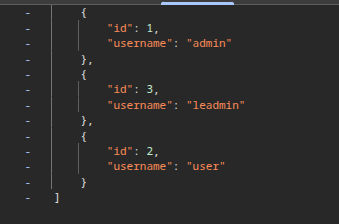 - {
- "id": 1,
- "username": "admin"
- },
- {
- "id": 3,
- "username": "leadmin"
- },
- {
- "id": 2,
- "username": "user"
- }
- ]